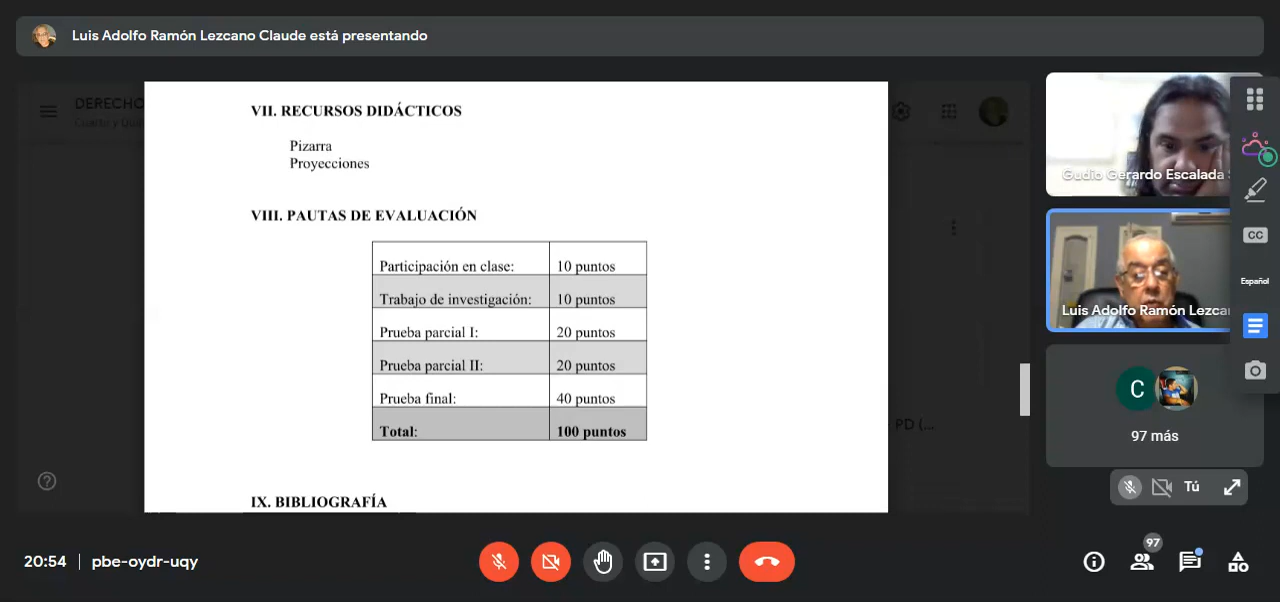 Luis Adolfo Ramón Lezcano Claude está presentando
DERECHO
VII. RECURSOS DIDÁCTICOS
Pizarra
Proyecciones
VIII. PAUTAS DE EVALUACIÓN
Participación en clase: 10 puntos
Trabajo de investigación: 10 puntos
Prueba parcial I: 20 puntos
Prueba parcial II: 20 puntos
Prueba final: 40 puntos
Total: 100 puntos
IX. BIBLIOGRAFÍA
PD (...
Gudio Gerardo Escalada
Luis Adolfo Ramón Lezca
CC
Español
C
97 más
Tú
20:54 | pbe-oydr-uqy
97